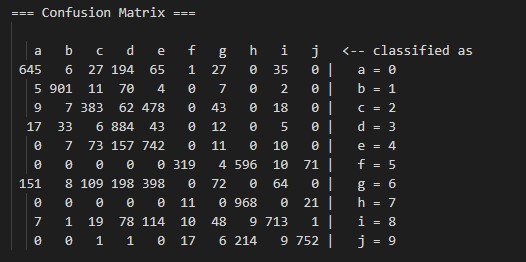 === Confusion Matrix ===
a b c d e f g h i j <-- classified as
645 6 27 194 65 1 27 0 35 0 | a = 0
5 901 11 70 4 0 7 0 2 0 | b = 1
9 7 383 62 478 0 43 0 18 0 | c = 2
17 33 6 884 43 0 12 0 5 0 | d = 3
0 7 73 157 742 0 11 0 10 0 | e = 4
0 0 0 0 0 319 4 596 10 71 | f = 5
151 8 109 198 398 0 72 0 64 0 | g = 6
0 0 0 0 0 11 0 968 0 21 | h = 7
7 1 19 78 114 10 48 9 713 1 | i = 8
0 0 1 1 0 17 6 214 9 752 | j = 9